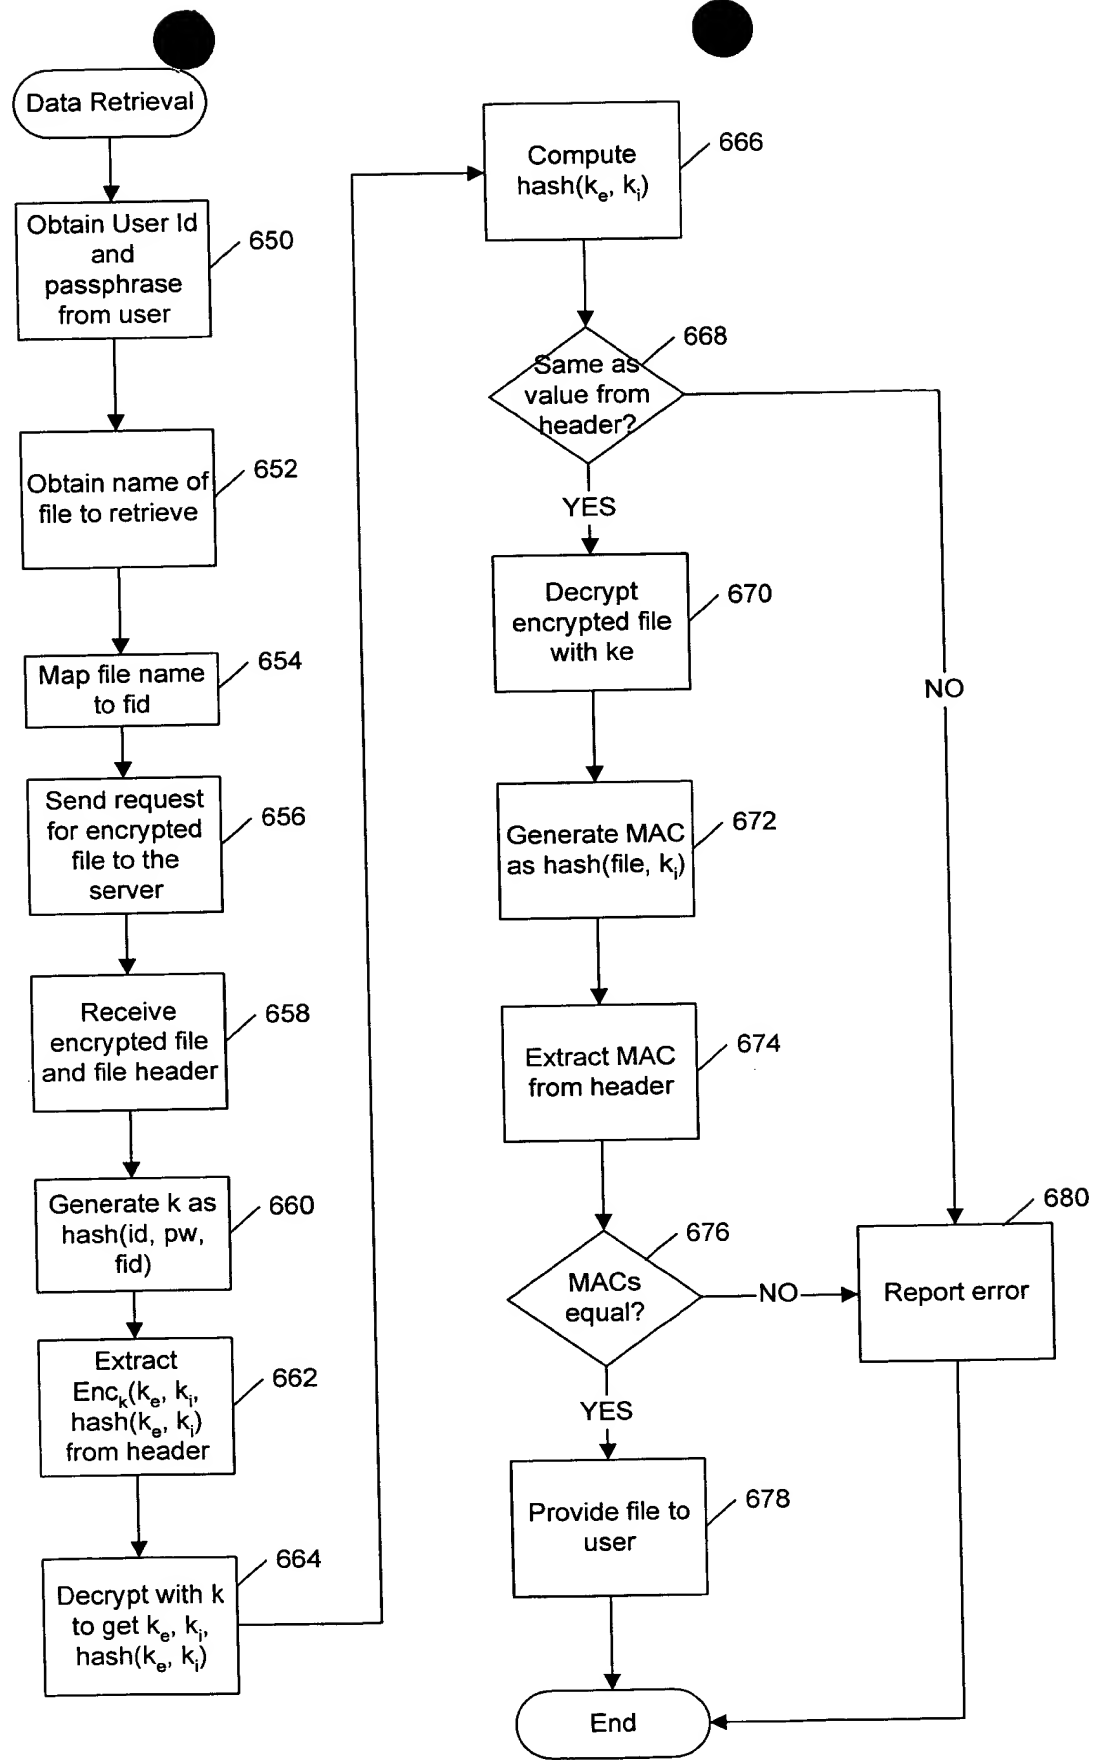 Data Retrieval
Obtain User Id
and
passphrase
from user
650
Obtain name of
file to retrieve
652
Map file name
to fid
654
Send request
for encrypted
file to the
server
656
Receive
encrypted file
and file header
658
Generate k as
hash(id, pw,
fid)
660
Extract
Enck(ke, ki,
hash(ke, ki)
from header
662
Decrypt with k
to get ke, ki,
hash(ke, ki)
664
Compute
hash(ke, ki)
666
Same as
value from
header?
668
YES
NO
Decrypt
encrypted file
with ke
670
Generate MAC
as hash(file, ki)
672
Extract MAC
from header
674
MACs
equal?
676
NO
YES
Report error
680
Provide file to
user
678
End